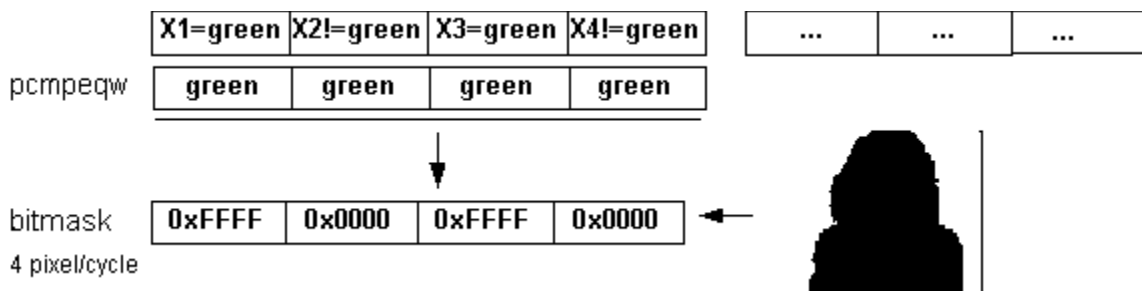 X1=green X2!=green X3=green X4!=green ... ... ...
pcmpeqw green green green green
bitmask 0xFFFF 0x0000 0xFFFF 0x0000
4 pixel/cycle